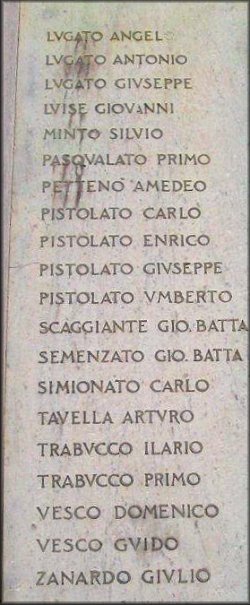 LVGATO ANGELO
LVGATO ANTONIO
LVGATO GIVSEPPE
LVISE GIOVANNI
MINTO SILVIO
PASQVALATO PRIMO
PETTENO AMEDEO
PISTOLATO CARLO
PISTOLATO ENRICO
PISTOLATO GIVSEPPE
PISTOLATO VMBERTO
SCAGGIANTE GIO. BATTA
SEMENZATO GIO. BATTA
SIMIONATO CARLO
TAVELLA ARTVRO
TRABVCCO ILARIO
TRABVCCO PRIMO
VESCO DOMENICO
VESCO GVIDO
ZANARDO GIVLIO